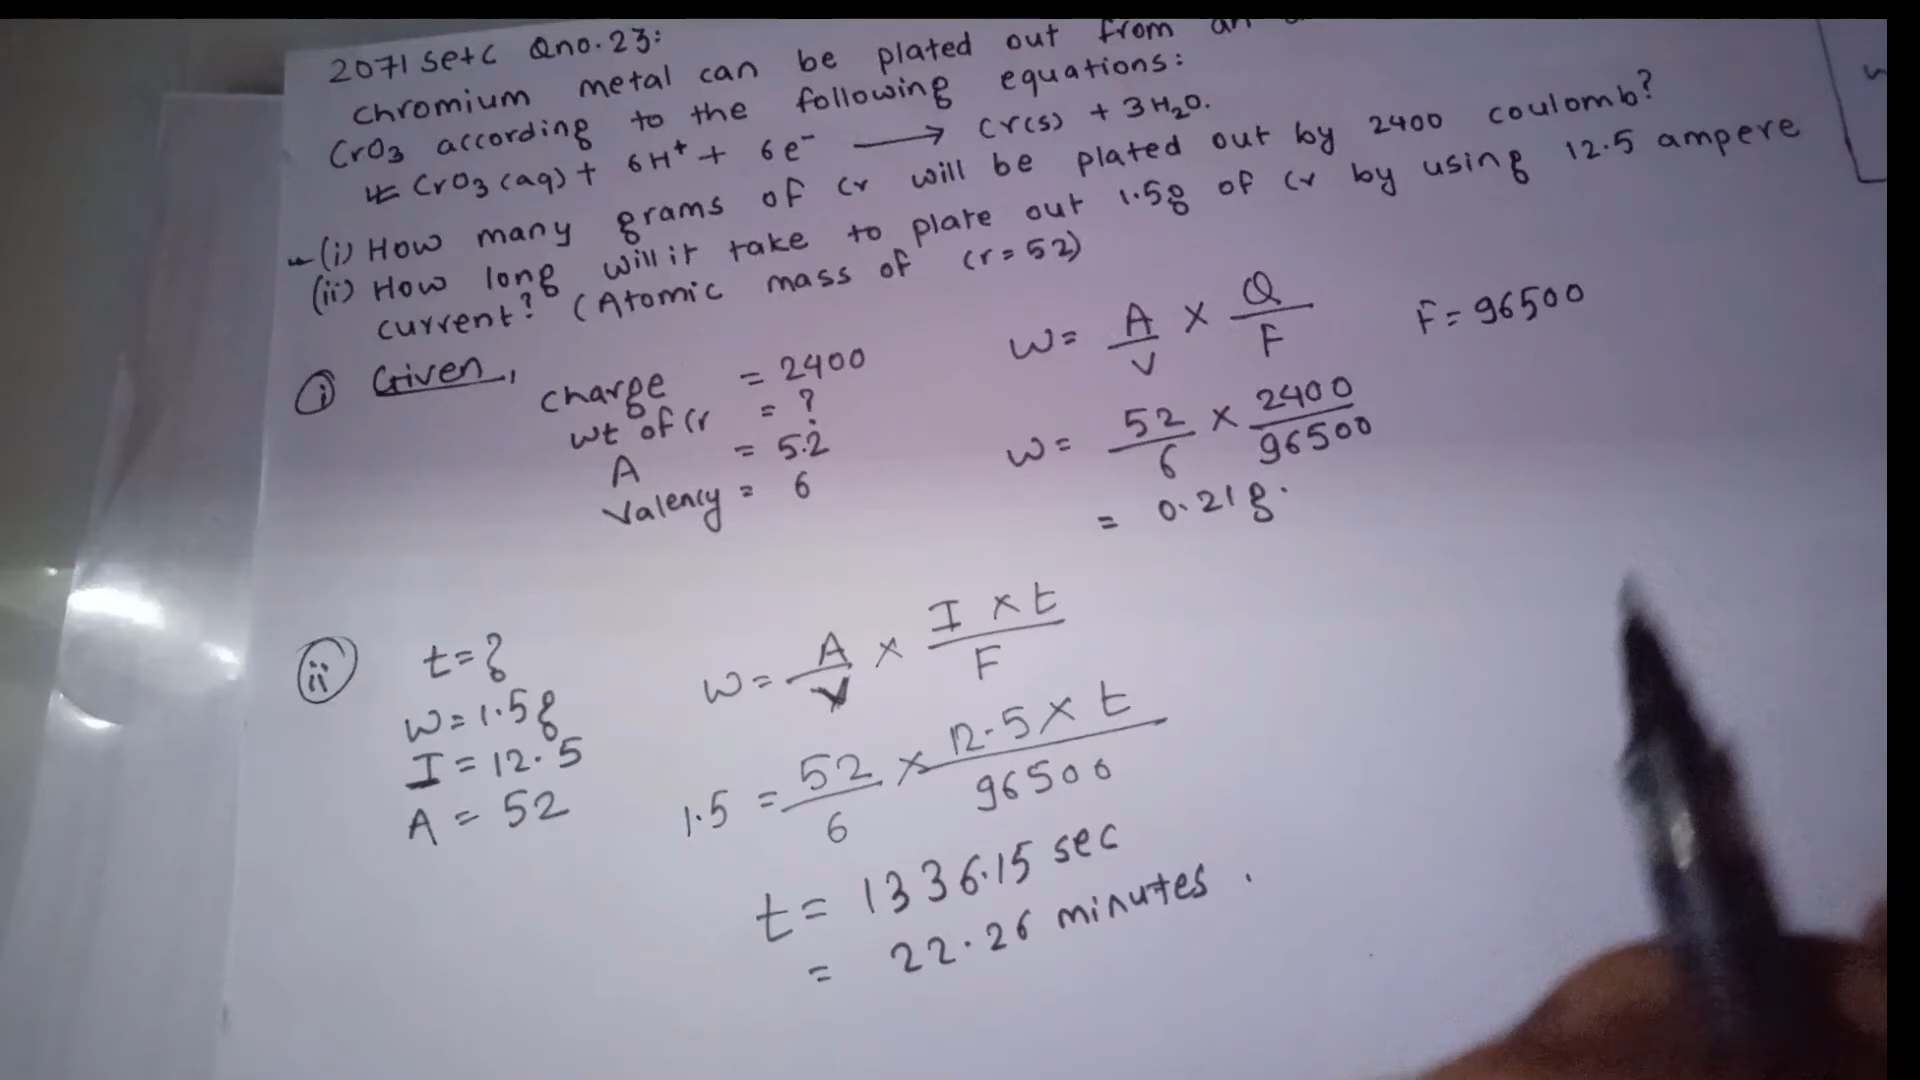 2071 set c Qno.23:
chromium metal can be plated out from an
CrO3 according to the following equations:
CrO3 (aq) + 6H+ + 6e- → Cr(s) + 3H2O.
(i) How many grams of Cr will be plated out by 2400 coulomb?
(ii) How long will it take to plate out 1.5g of Cr by using 12.5 ampere
current? (Atomic mass of Cr = 52)
(i) Given,
charge = 2400
wt of Cr = ?
A = 52
Valency = 6
W = A/V × Q/F
F = 96500
W = 52/6 × 2400/96500
= 0.21g.
(ii) t = ?
W = 1.5g
I = 12.5
A = 52
W = A/V × I × t/F
1.5 = 52/6 × 12.5 × t/96500
t = 1336.15 sec
= 22.26 minutes.